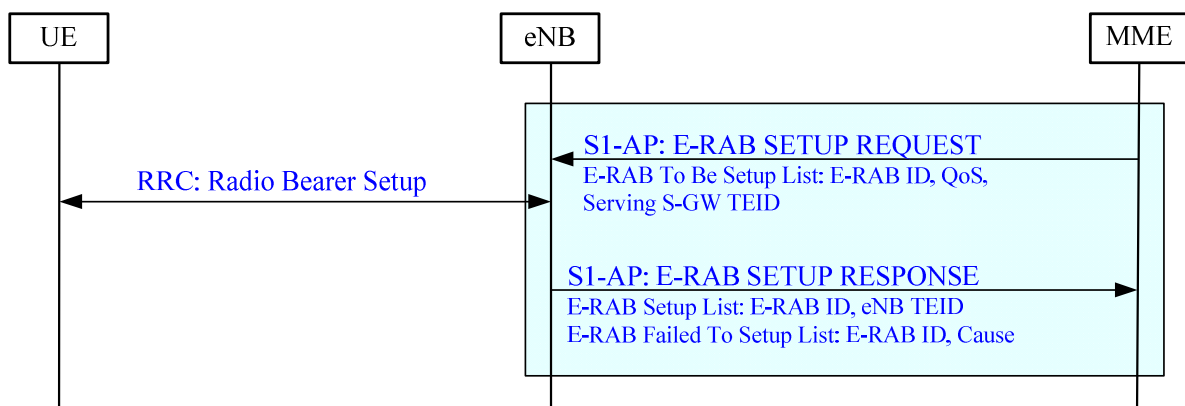 UE
eNB
MME
S1-AP: E-RAB SETUP REQUEST
E-RAB To Be Setup List: E-RAB ID, QoS,
Serving S-GW TEID
RRC: Radio Bearer Setup
S1-AP: E-RAB SETUP RESPONSE
E-RAB Setup List: E-RAB ID, eNB TEID
E-RAB Failed To Setup List: E-RAB ID, Cause